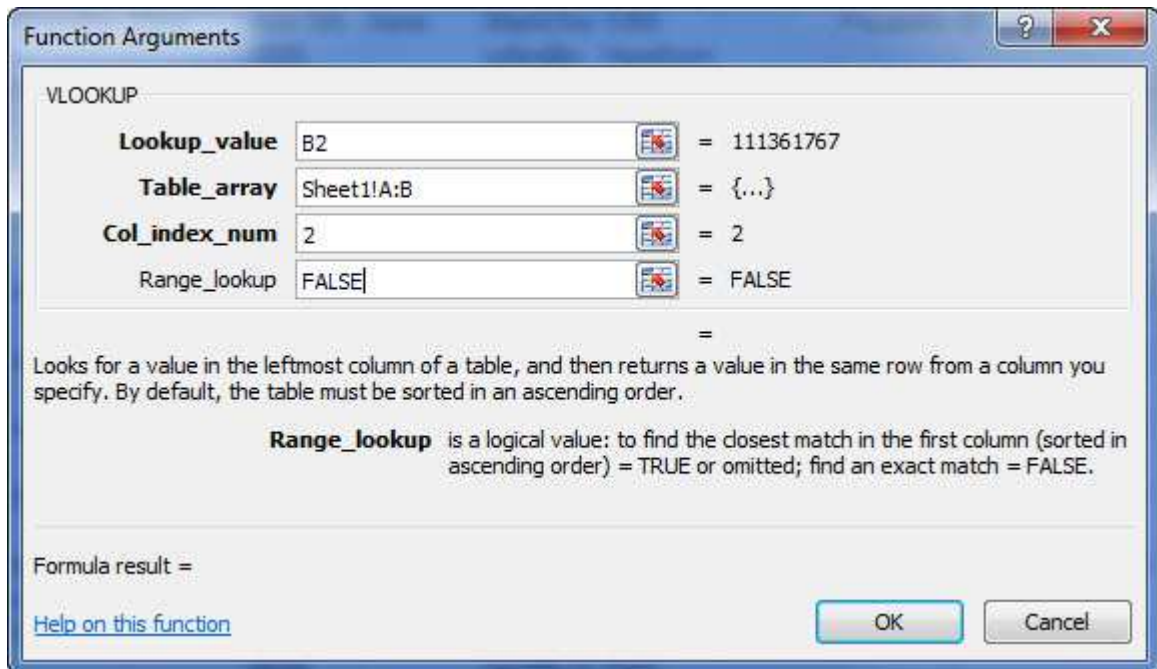 Function Arguments
VLOOKUP
Lookup_value B2 = 111361767
Table_array Sheet1!A:B = {...}
Col_index_num 2 = 2
Range_lookup FALSE = FALSE
=
Looks for a value in the leftmost column of a table, and then returns a value in the same row from a column you
specify. By default, the table must be sorted in an ascending order.
Range_lookup is a logical value: to find the closest match in the first column (sorted in
ascending order) = TRUE or omitted; find an exact match = FALSE.
Formula result =
Help on this function OK Cancel